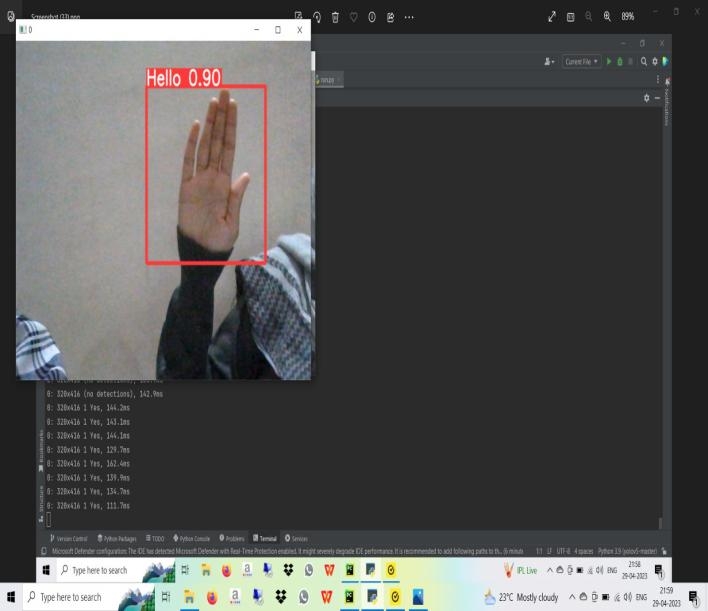 Screenshot (33).png
89%
0
Hello 0.90
Current File
run.py
Notifications
0: 320x416 (no detections), 142.9ms
0: 320x416 1 Yes, 144.2ms
0: 320x416 1 Yes, 143.1ms
0: 320x416 1 Yes, 144.1ms
0: 320x416 1 Yes, 129.7ms
0: 320x416 1 Yes, 162.4ms
0: 320x416 1 Yes, 139.9ms
0: 320x416 1 Yes, 134.7ms
0: 320x416 1 Yes, 111.7ms
Bookmarks
Structure
Version Control Python Packages TODO Python Console Problems Terminal Services
Microsoft Defender configuration: The IDE has detected Microsoft Defender with Real-Time Protection enabled. It might severely degrade IDE performance. It is recommended to add following paths to th.. (6 minut 1:1 LF UTF-8 4 spaces Python 3.9 (yolov5-master)
Type here to search IPL Live ENG 21:58
29-04-2023
Type here to search 23°C Mostly cloudy ENG 21:59
29-04-2023